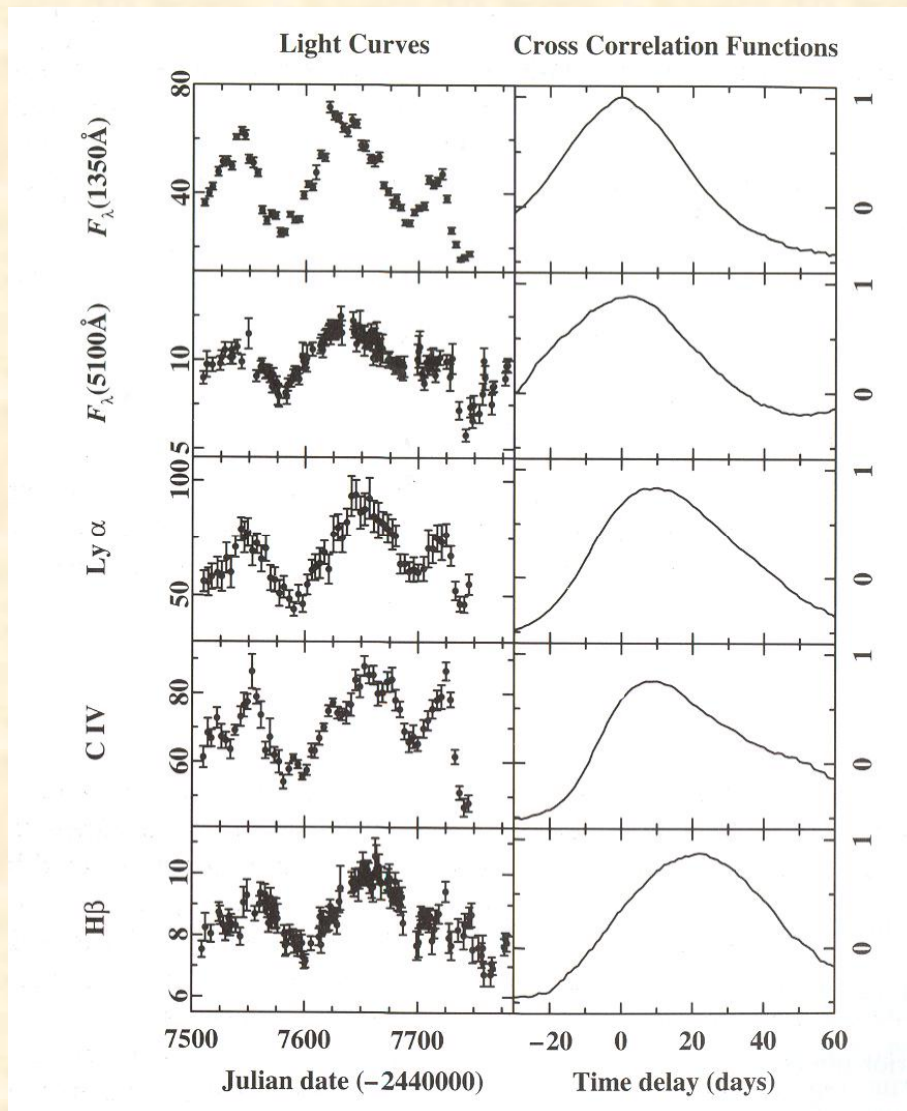 Light Curves Cross Correlation Functions
Fλ(1350Å)
80
40
1
0
Fλ(5100Å)
10
5
1
0
Ly α
100
50
1
0
C IV
80
60
1
0
Hβ
10
8
6
1
0
7500 7600 7700 −20 0 20 40 60
Julian date (−2440000) Time delay (days)